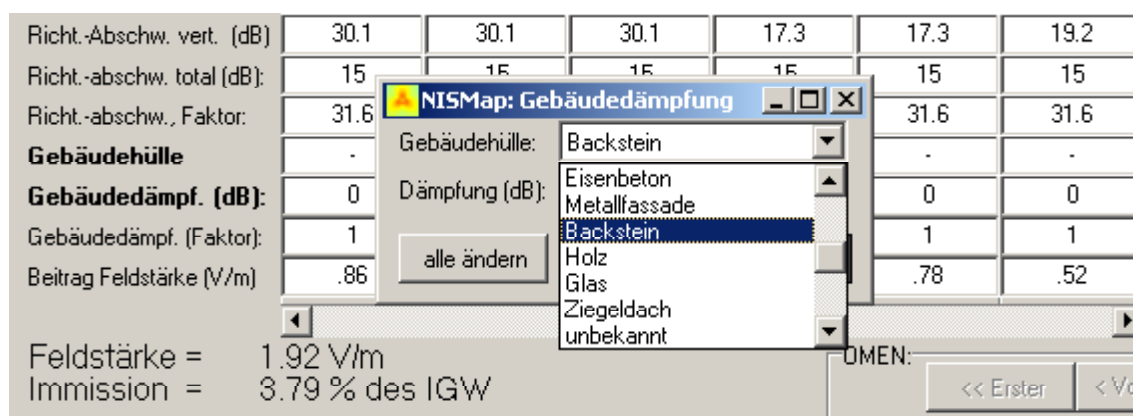 Richt.-Abschw. vert. (dB) 30.1 30.1 30.1 17.3 17.3 19.2
Richt.-abschw. total (dB): 15 15 15 15 15 15
NISMap: Gebäudedämpfung
Richt.-abschw., Faktor: 31.6 31.6 31.6
Gebäudehülle: Backstein
Gebäudehülle - - -
Eisenbeton
Gebäudedämpf. (dB): 0 0 0
Dämpfung (dB):
Metallfassade
Backstein
Gebäudedämpf. (Faktor): 1 1 1
alle ändern
Holz
Beitrag Feldstärke (V/m) .86 .78 .52
Glas
Ziegeldach
unbekannt
Feldstärke = 1.92 V/m
Immission = 3.79 % des IGW
OMEN:
<< Erster